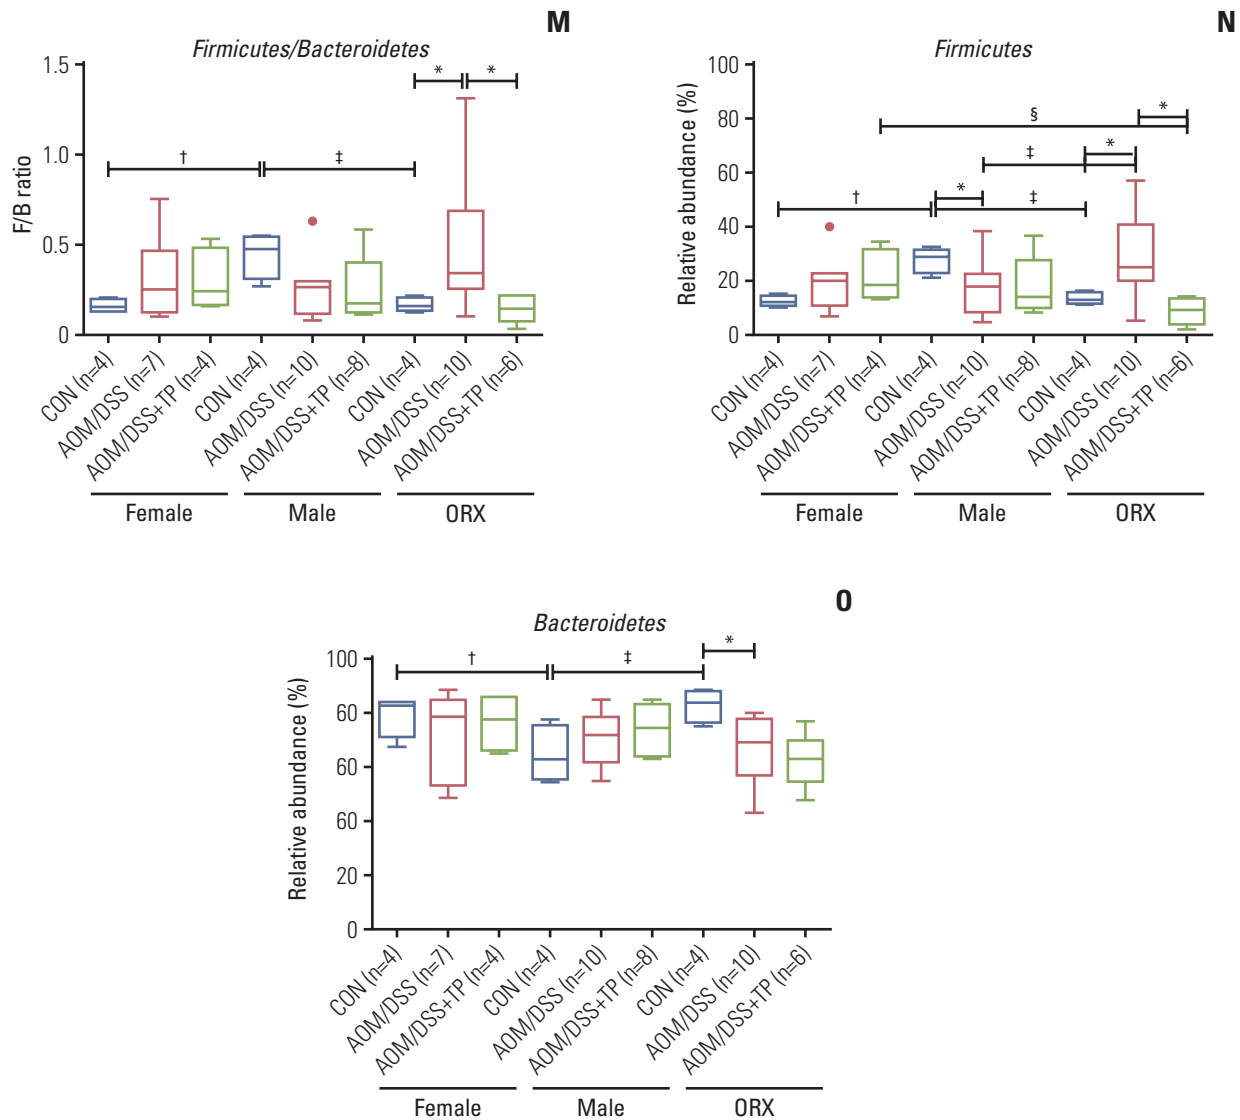 M
Firmicutes/Bacteroidetes
1.5
1.0
0.5
0
F/B ratio
* *
† ‡
CON (n=4)
AOM/DSS (n=7)
AOM/DSS+TP (n=4)
CON (n=4)
AOM/DSS (n=10)
AOM/DSS+TP (n=8)
CON (n=4)
AOM/DSS (n=10)
AOM/DSS+TP (n=6)
Female Male ORX
N
Firmicutes
100
80
60
40
20
0
Relative abundance (%)
*
§
*
‡
*
† ‡
CON (n=4)
AOM/DSS (n=7)
AOM/DSS+TP (n=4)
CON (n=4)
AOM/DSS (n=10)
AOM/DSS+TP (n=8)
CON (n=4)
AOM/DSS (n=10)
AOM/DSS+TP (n=6)
Female Male ORX
O
Bacteroidetes
100
60
60
60
20
0
Relative abundance (%)
*
† ‡
CON (n=4)
AOM/DSS (n=7)
AOM/DSS+TP (n=4)
CON (n=4)
AOM/DSS (n=10)
AOM/DSS+TP (n=8)
CON (n=4)
AOM/DSS (n=10)
AOM/DSS+TP (n=6)
Female Male ORX